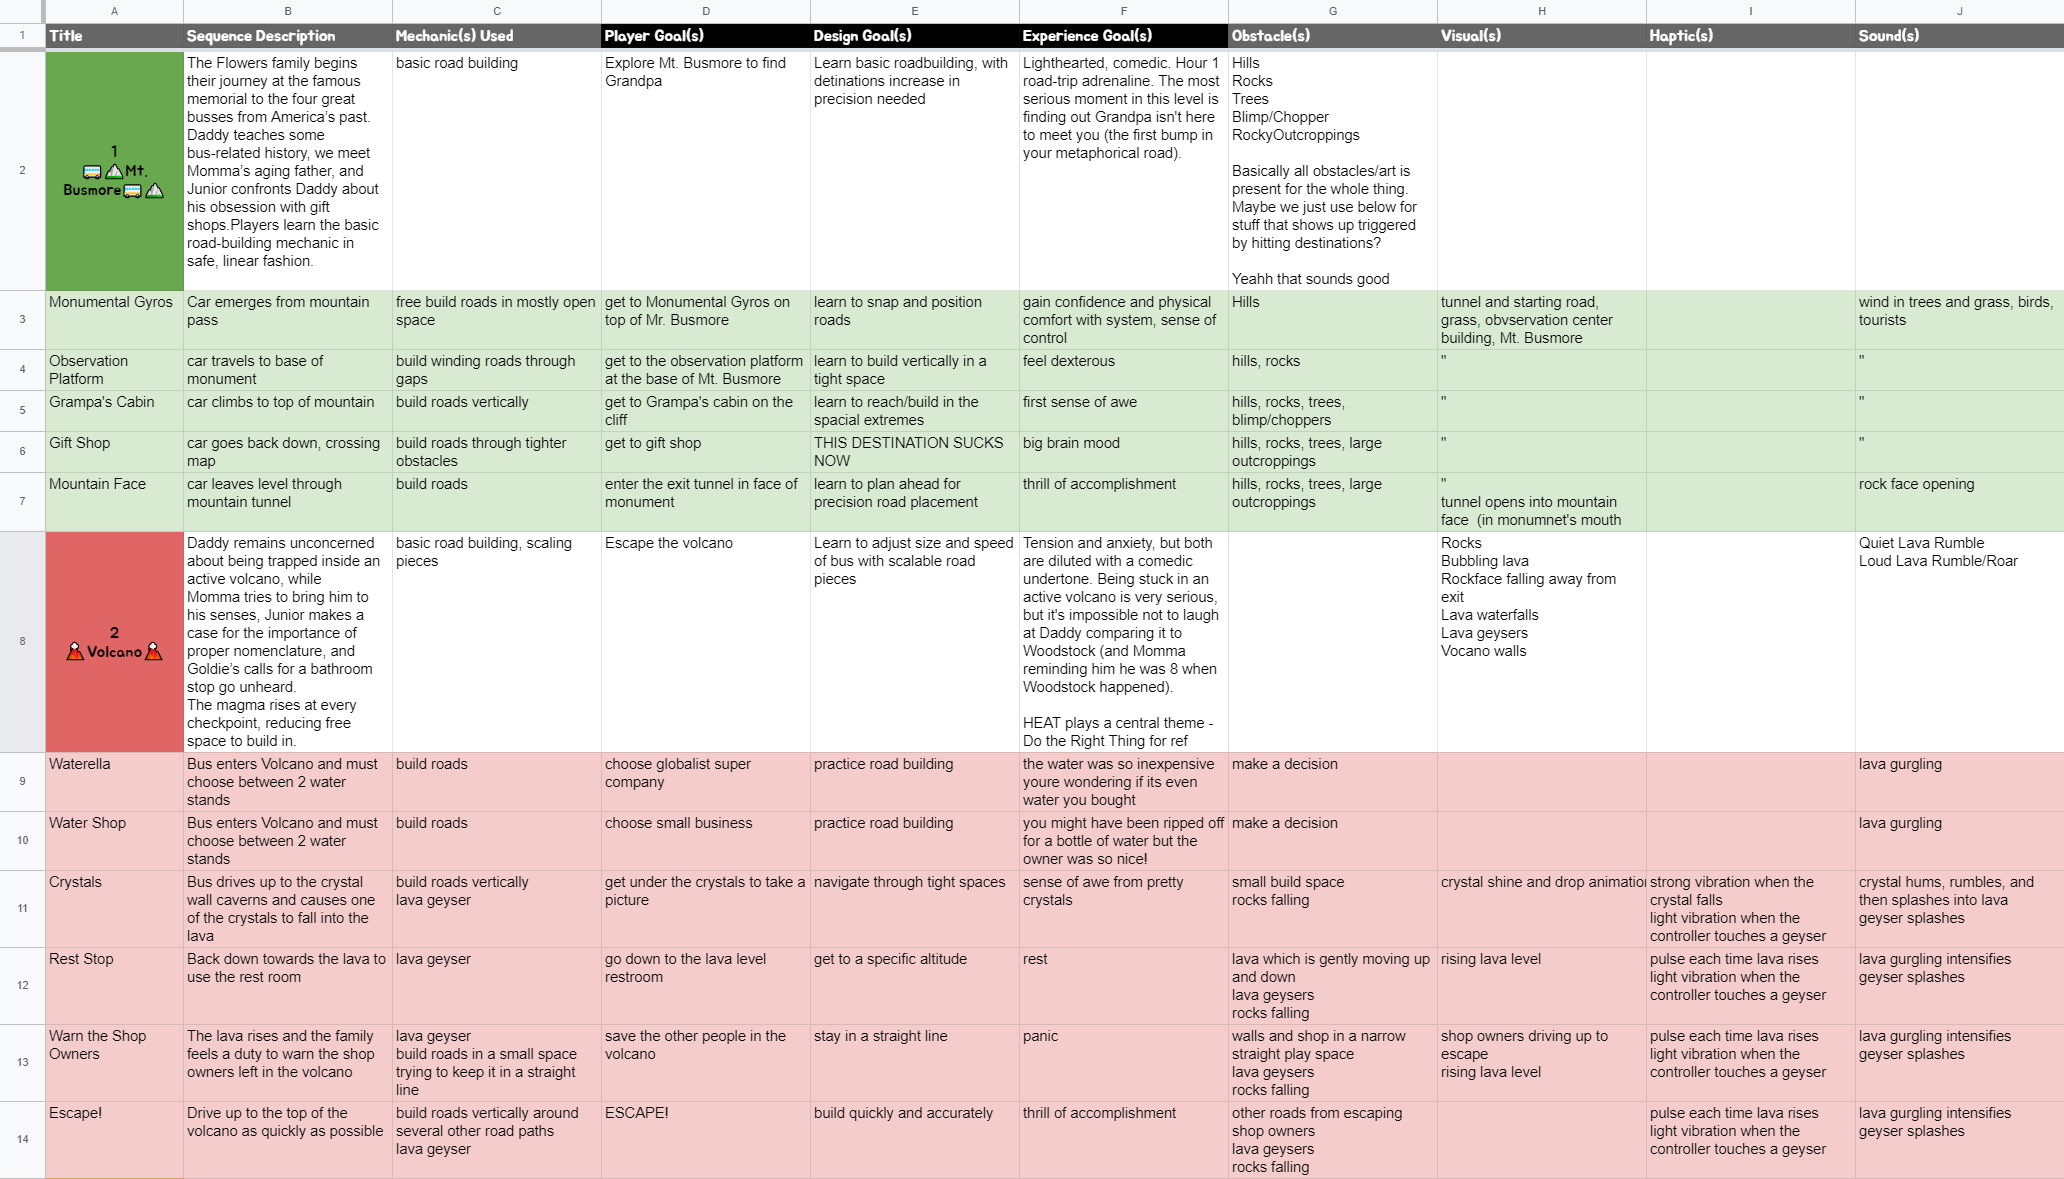 A B C D E F G H I J
1 Title Sequence Description Mechanic(s) Used Player Goal(s) Design Goal(s) Experience Goal(s) Obstacle(s) Visual(s) Haptic(s) Sound(s)
2
1
Mt.
Busmore
The Flowers family begins
their journey at the famous
memorial to the four great
busses from America's past.
Daddy teaches some
bus-related history, we meet
Momma's aging father, and
Junior confronts Daddy about
his obsession with gift
shops.Players learn the basic
road-building mechanic in
safe, linear fashion.
basic road building
Explore Mt. Busmore to find
Grandpa
Learn basic roadbuilding, with
detinations increase in
precision needed
Lighthearted, comedic. Hour 1
road-trip adrenaline. The most
serious moment in this level is
finding out Grandpa isn't here
to meet you (the first bump in
your metaphorical road).
Hills
Rocks
Trees
Blimp/Chopper
RockyOutcroppings
Basically all obstacles/art is
present for the whole thing.
Maybe we just use below for
stuff that shows up triggered
by hitting destinations?
Yeahh that sounds good
3
Monumental Gyros
Car emerges from mountain
pass
free build roads in mostly open
space
get to Monumental Gyros on
top of Mr. Busmore
learn to snap and position
roads
gain confidence and physical
comfort with system, sense of
control
Hills
tunnel and starting road,
grass, obvservation center
building, Mt. Busmore
wind in trees and grass, birds,
tourists
4
Observation
Platform
car travels to base of
monument
build winding roads through
gaps
get to the observation platform
at the base of Mt. Busmore
learn to build vertically in a
tight space
feel dexterous
hills, rocks
"
"
5
Grampa's Cabin
car climbs to top of mountain
build roads vertically
get to Grampa's cabin on the
cliff
learn to reach/build in the
spacial extremes
first sense of awe
hills, rocks, trees,
blimp/choppers
"
"
6
Gift Shop
car goes back down, crossing
map
build roads through tighter
obstacles
get to gift shop
THIS DESTINATION SUCKS
NOW
big brain mood
hills, rocks, trees, large
outcroppings
"
"
7
Mountain Face
car leaves level through
mountain tunnel
build roads
enter the exit tunnel in face of
monument
learn to plan ahead for
precision road placement
thrill of accomplishment
hills, rocks, trees, large
outcroppings
"
tunnel opens into mountain
face (in monumnet's mouth
rock face opening
8
2
Volcano
Daddy remains unconcerned
about being trapped inside an
active volcano, while
Momma tries to bring him to
his senses, Junior makes a
case for the importance of
proper nomenclature, and
Goldie's calls for a bathroom
stop go unheard.
The magma rises at every
checkpoint, reducing free
space to build in.
basic road building, scaling
pieces
Escape the volcano
Learn to adjust size and speed
of bus with scalable road
pieces
Tension and anxiety, but both
are diluted with a comedic
undertone. Being stuck in an
active volcano is very serious,
but it's impossible not to laugh
at Daddy comparing it to
Woodstock (and Momma
reminding him he was 8 when
Woodstock happened).
HEAT plays a central theme -
Do the Right Thing for ref
Rocks
Bubbling lava
Rockface falling away from
exit
Lava waterfalls
Lava geysers
Vocano walls
Quiet Lava Rumble
Loud Lava Rumble/Roar
9
Waterella
Bus enters Volcano and must
choose between 2 water
stands
build roads
choose globalist super
company
practice road building
the water was so inexpensive
youre wondering if its even
water you bought
make a decision
lava gurgling
10
Water Shop
Bus enters Volcano and must
choose between 2 water
stands
build roads
choose small business
practice road building
you might have been ripped off
for a bottle of water but the
owner was so nice!
make a decision
lava gurgling
11
Crystals
Bus drives up to the crystal
wall caverns and causes one
of the crystals to fall into the
lava
build roads vertically
lava geyser
get under the crystals to take a
picture
navigate through tight spaces
sense of awe from pretty
crystals
small build space
rocks falling
crystal shine and drop animatio
strong vibration when the
crystal falls
light vibration when the
controller touches a geyser
crystal hums, rumbles, and
then splashes into lava
geyser splashes
12
Rest Stop
Back down towards the lava to
use the rest room
lava geyser
go down to the lava level
restroom
get to a specific altitude
rest
lava which is gently moving up
and down
lava geysers
rocks falling
rising lava level
pulse each time lava rises
light vibration when the
controller touches a geyser
lava gurgling intensifies
geyser splashes
13
Warn the Shop
Owners
The lava rises and the family
feels a duty to warn the shop
owners left in the volcano
lava geyser
build roads in a small space
trying to keep it in a straight
line
save the other people in the
volcano
stay in a straight line
panic
walls and shop in a narrow
straight play space
lava geysers
rocks falling
shop owners driving up to
escape
rising lava level
pulse each time lava rises
light vibration when the
controller touches a geyser
lava gurgling intensifies
geyser splashes
14
Escape!
Drive up to the top of the
volcano as quickly as possible
build roads vertically around
several other road paths
lava geyser
ESCAPE!
build quickly and accurately
thrill of accomplishment
other roads from escaping
shop owners
lava geysers
rocks falling
pulse each time lava rises
light vibration when the
controller touches a geyser
lava gurgling intensifies
geyser splashes